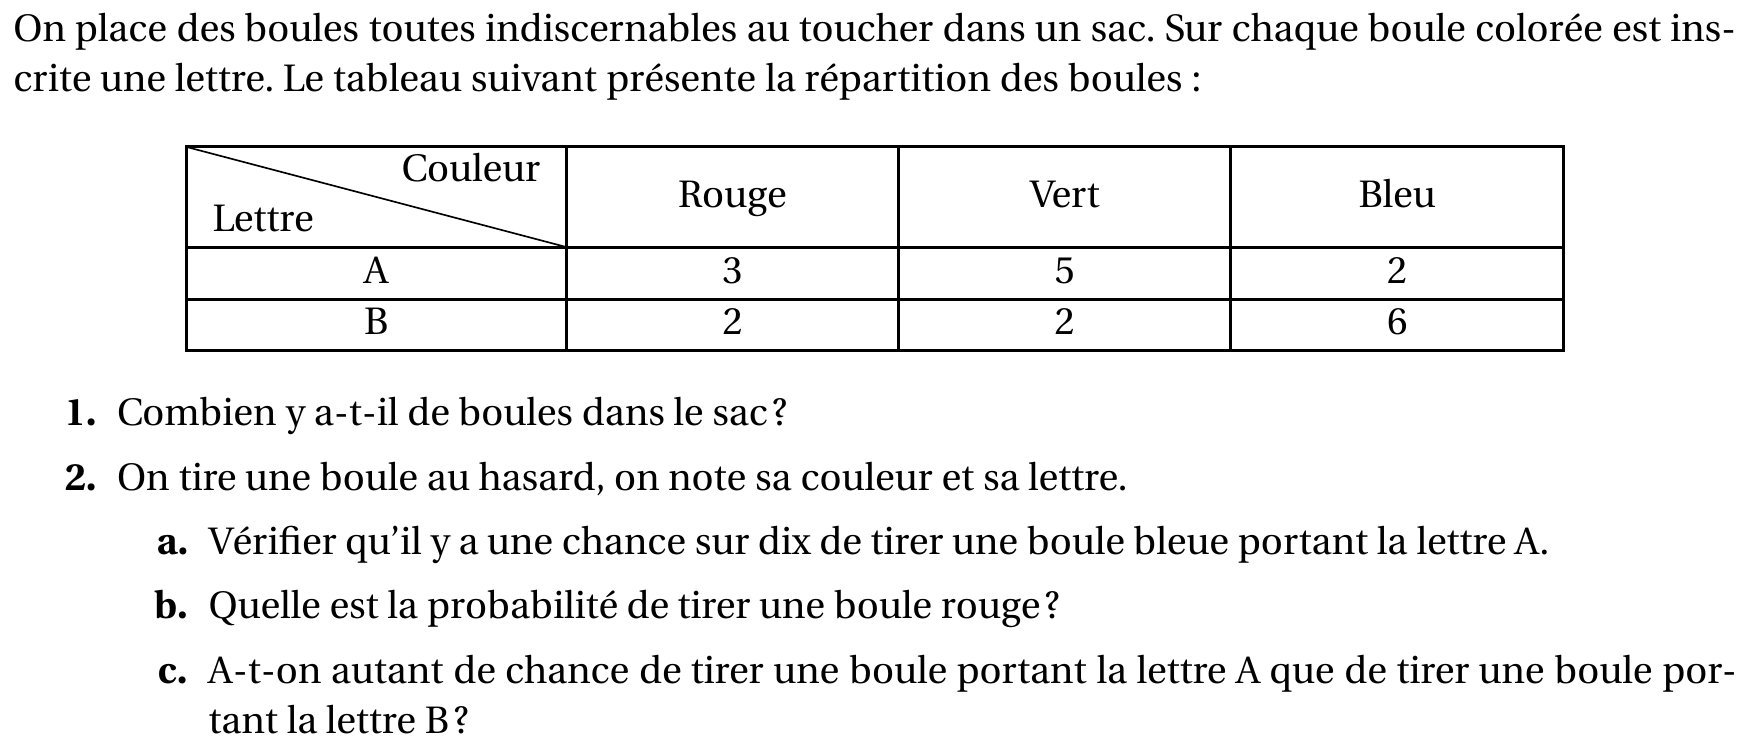 On place des boules toutes indiscernables au toucher dans un sac. Sur chaque boule colorée est ins-
crite une lettre. Le tableau suivant présente la répartition des boules :
Couleur
Lettre
Rouge Vert Bleu
A 3 5 2
B 2 2 6
1. Combien y a-t-il de boules dans le sac ?
2. On tire une boule au hasard, on note sa couleur et sa lettre.
a. Vérifier qu’il y a une chance sur dix de tirer une boule bleue portant la lettre A.
b. Quelle est la probabilité de tirer une boule rouge ?
c. A-t-on autant de chance de tirer une boule portant la lettre A que de tirer une boule por-
tant la lettre B ?